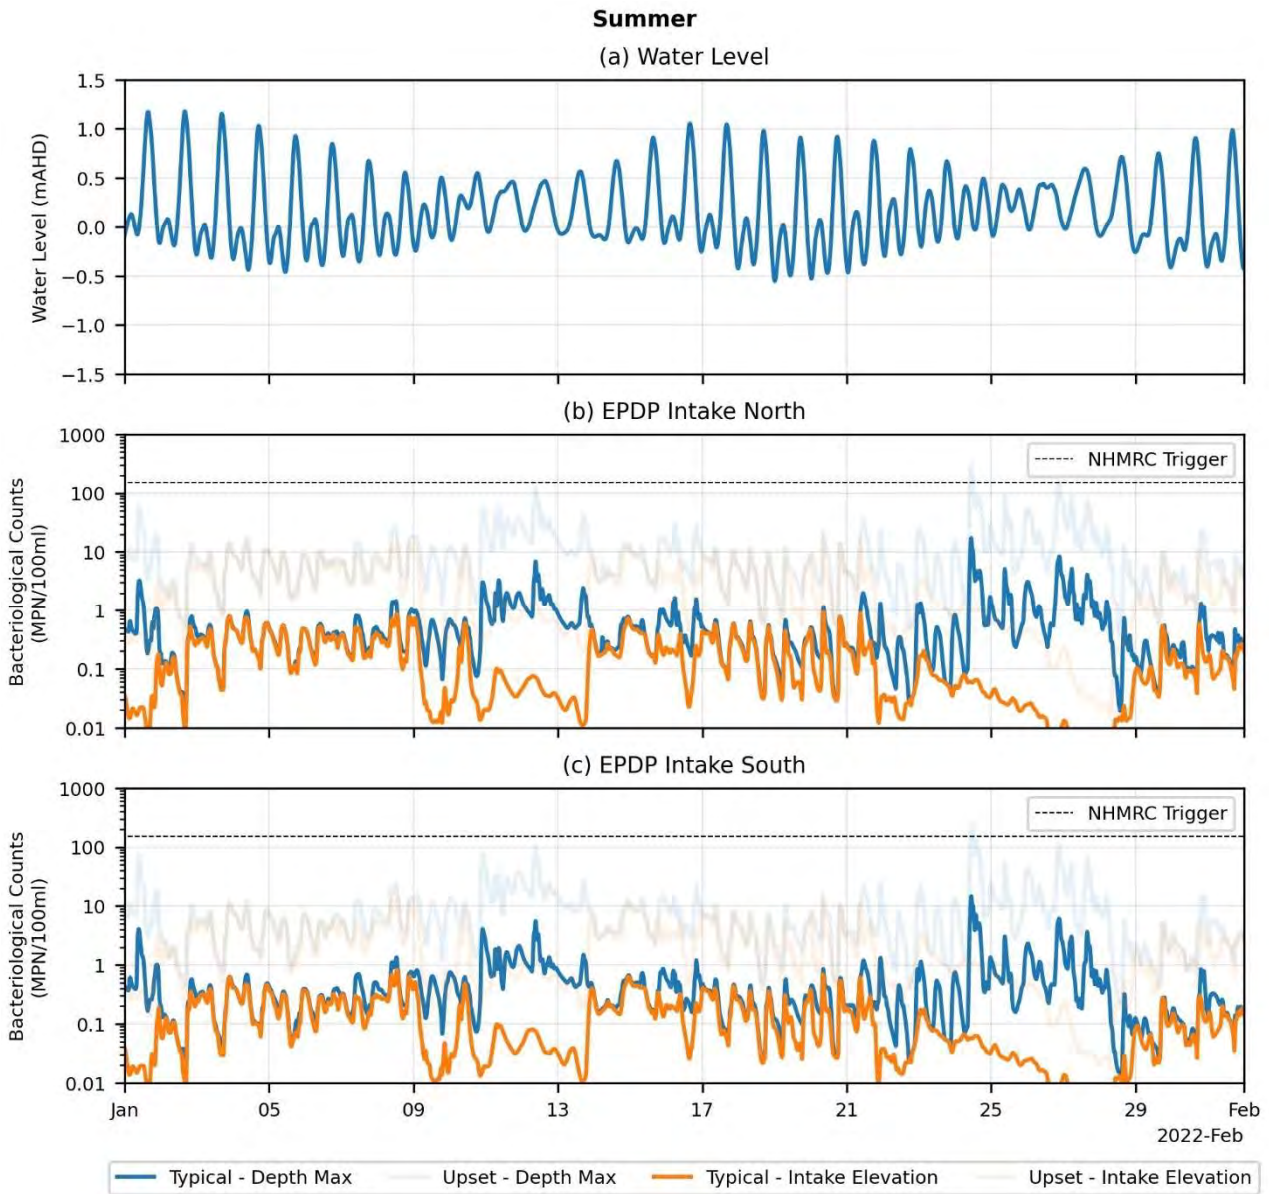 Summer
(a) Water Level
1.5
1.0
0.5
0.0
−0.5
−1.0
−1.5
Water Level (mAHD)
(b) EPDP Intake North
1000
100
10
1
0.1
0.01
Bacteriological Counts
(MPN/100ml)
NHMRC Trigger
(c) EPDP Intake South
1000
100
10
1
0.1
0.01
Bacteriological Counts
(MPN/100ml)
NHMRC Trigger
Jan 05 09 13 17 21 25 29 Feb
2022-Feb
Typical - Depth Max Upset - Depth Max Typical - Intake Elevation Upset - Intake Elevation